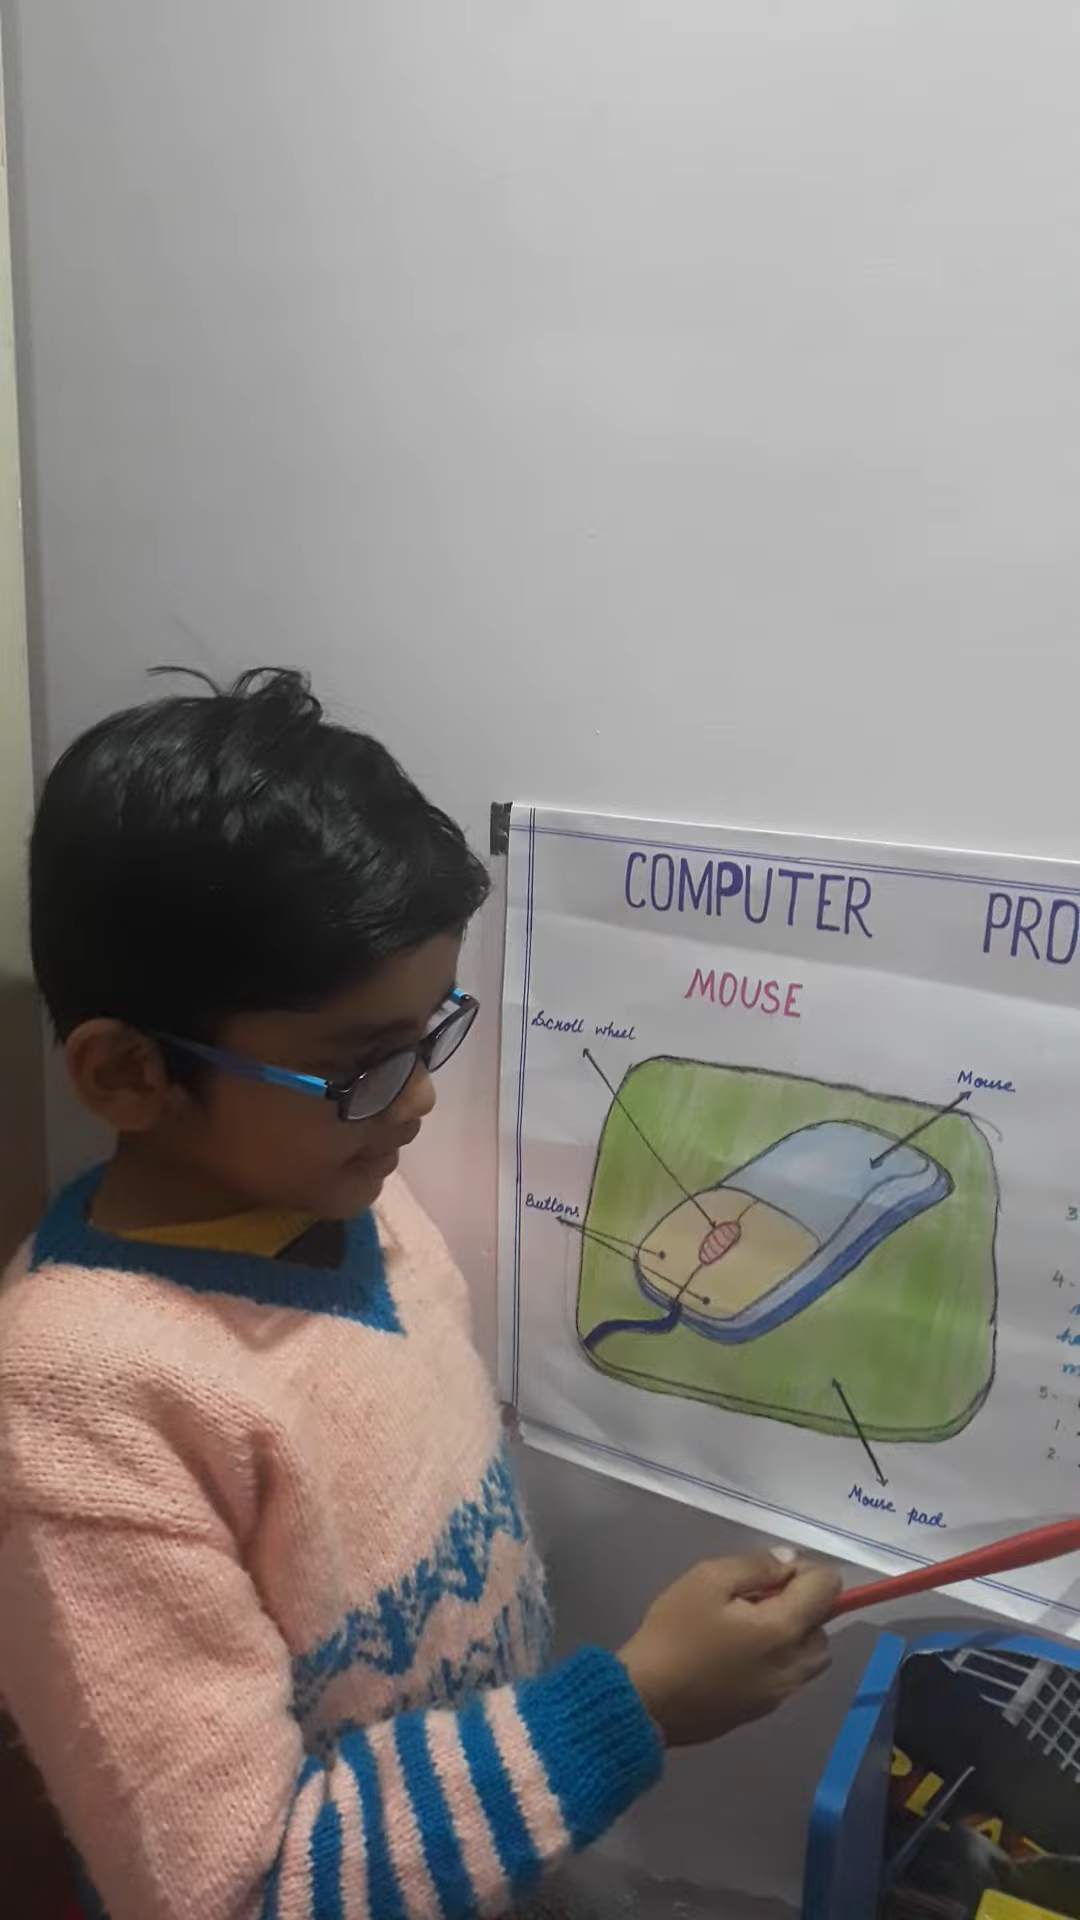 COMPUTER PRO
MOUSE
Scroll wheel
Mouse
Buttons
3
4-
5-
1.
2.
Mouse pad
PLA